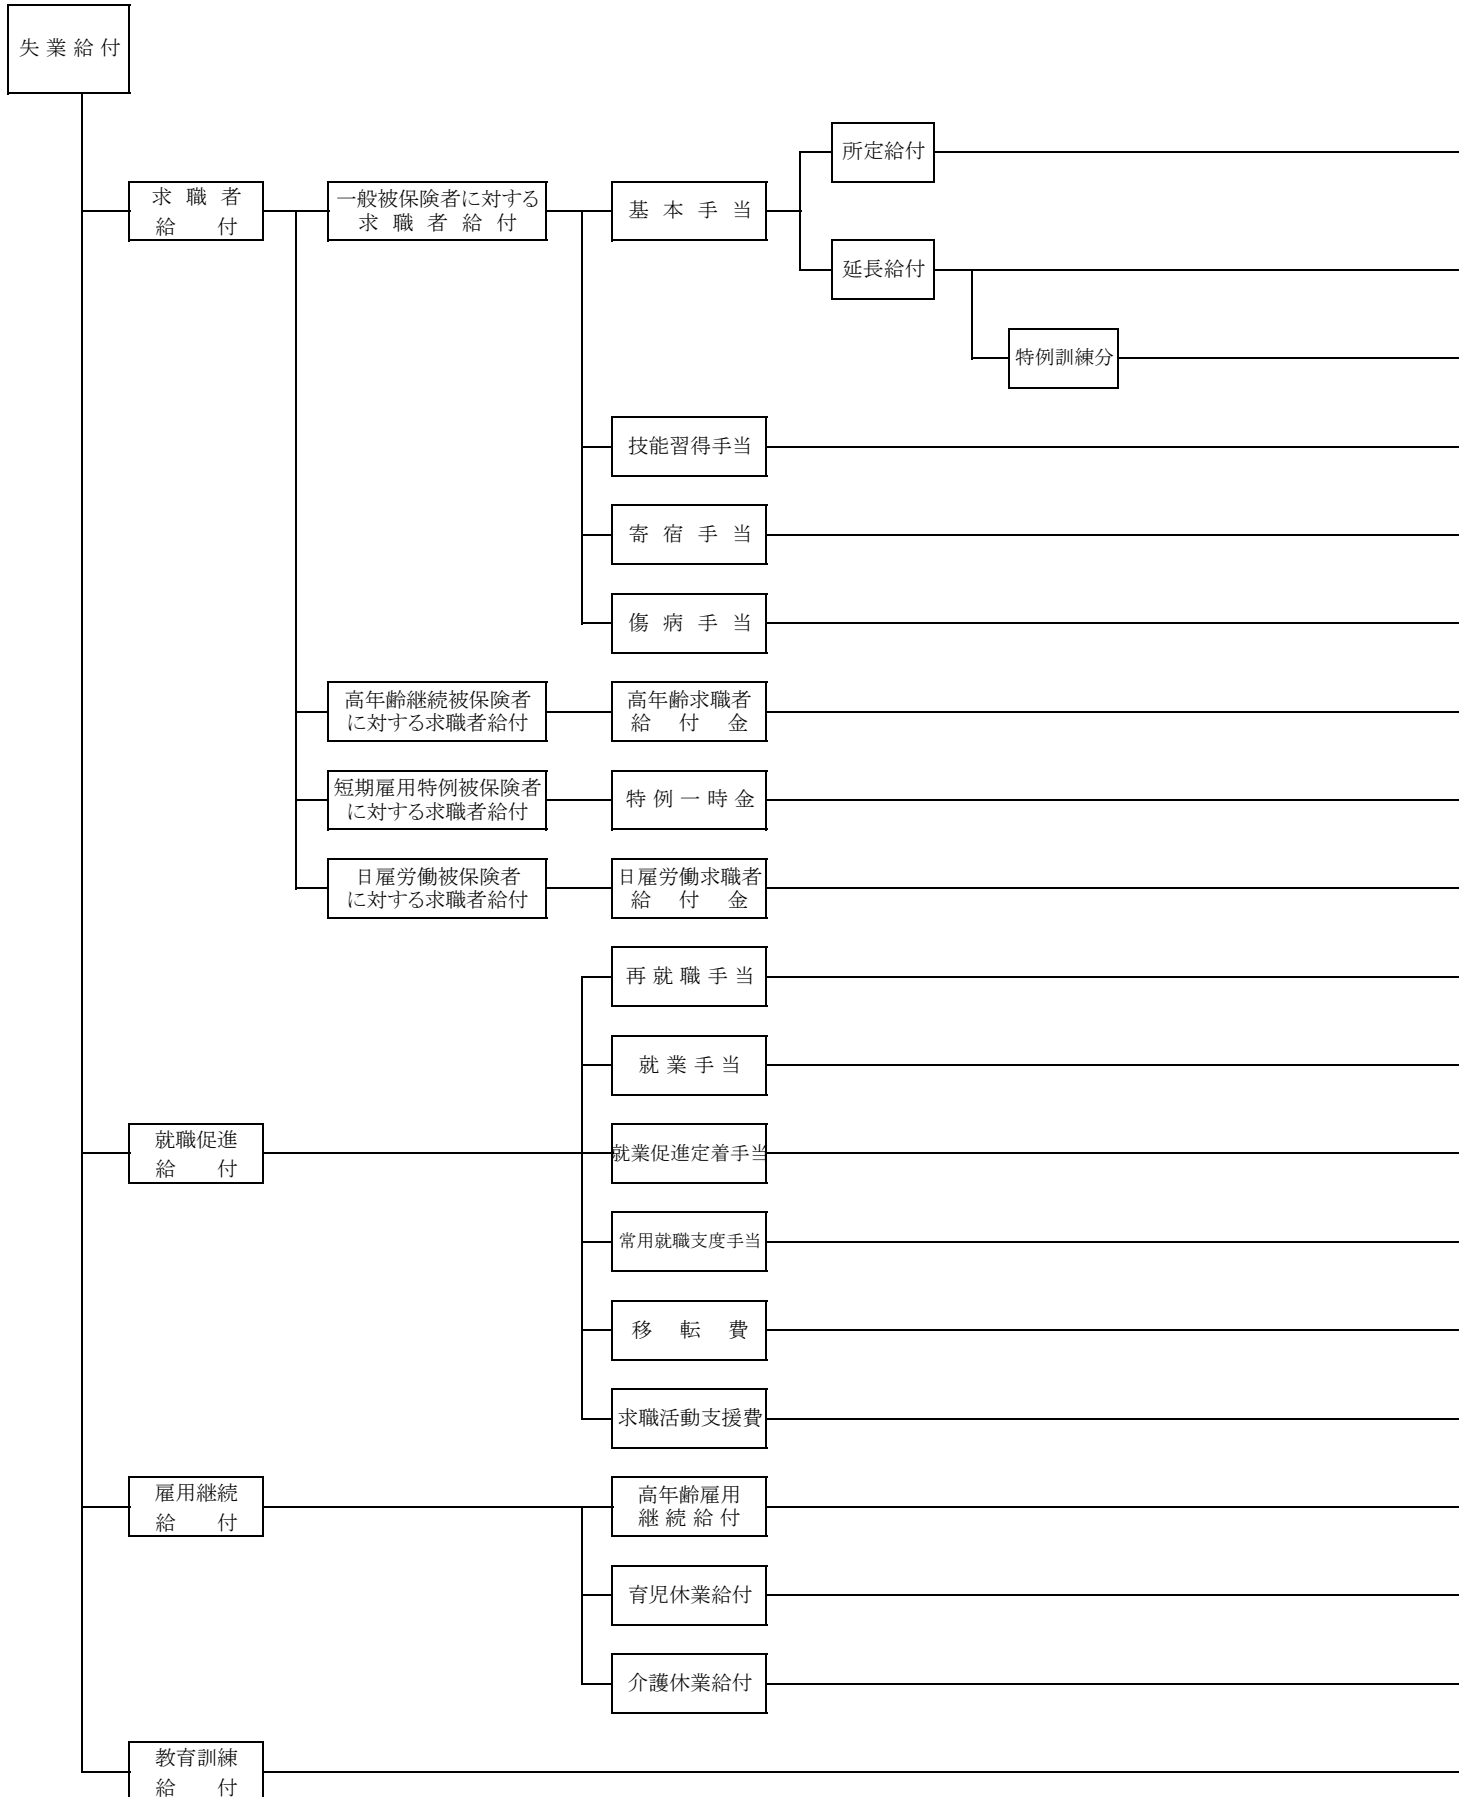 失業給付
所定給付
求職者
給付
一般被保険者に対する
求職者給付
基本手当
延長給付
特例訓練分
技能習得手当
寄宿手当
傷病手当
高年齢継続被保険者
に対する求職者給付
高年齢求職者
給付金
短期雇用特例被保険者
に対する求職者給付
特例一時金
日雇労働被保険者
に対する求職者給付
日雇労働求職者
給付金
再就職手当
就業手当
就職促進
給付
就業促進定着手当
常用就職支度手当
移転費
求職活動支援費
雇用継続
給付
高年齢雇用
継続給付
育児休業給付
介護休業給付
教育訓練
給付